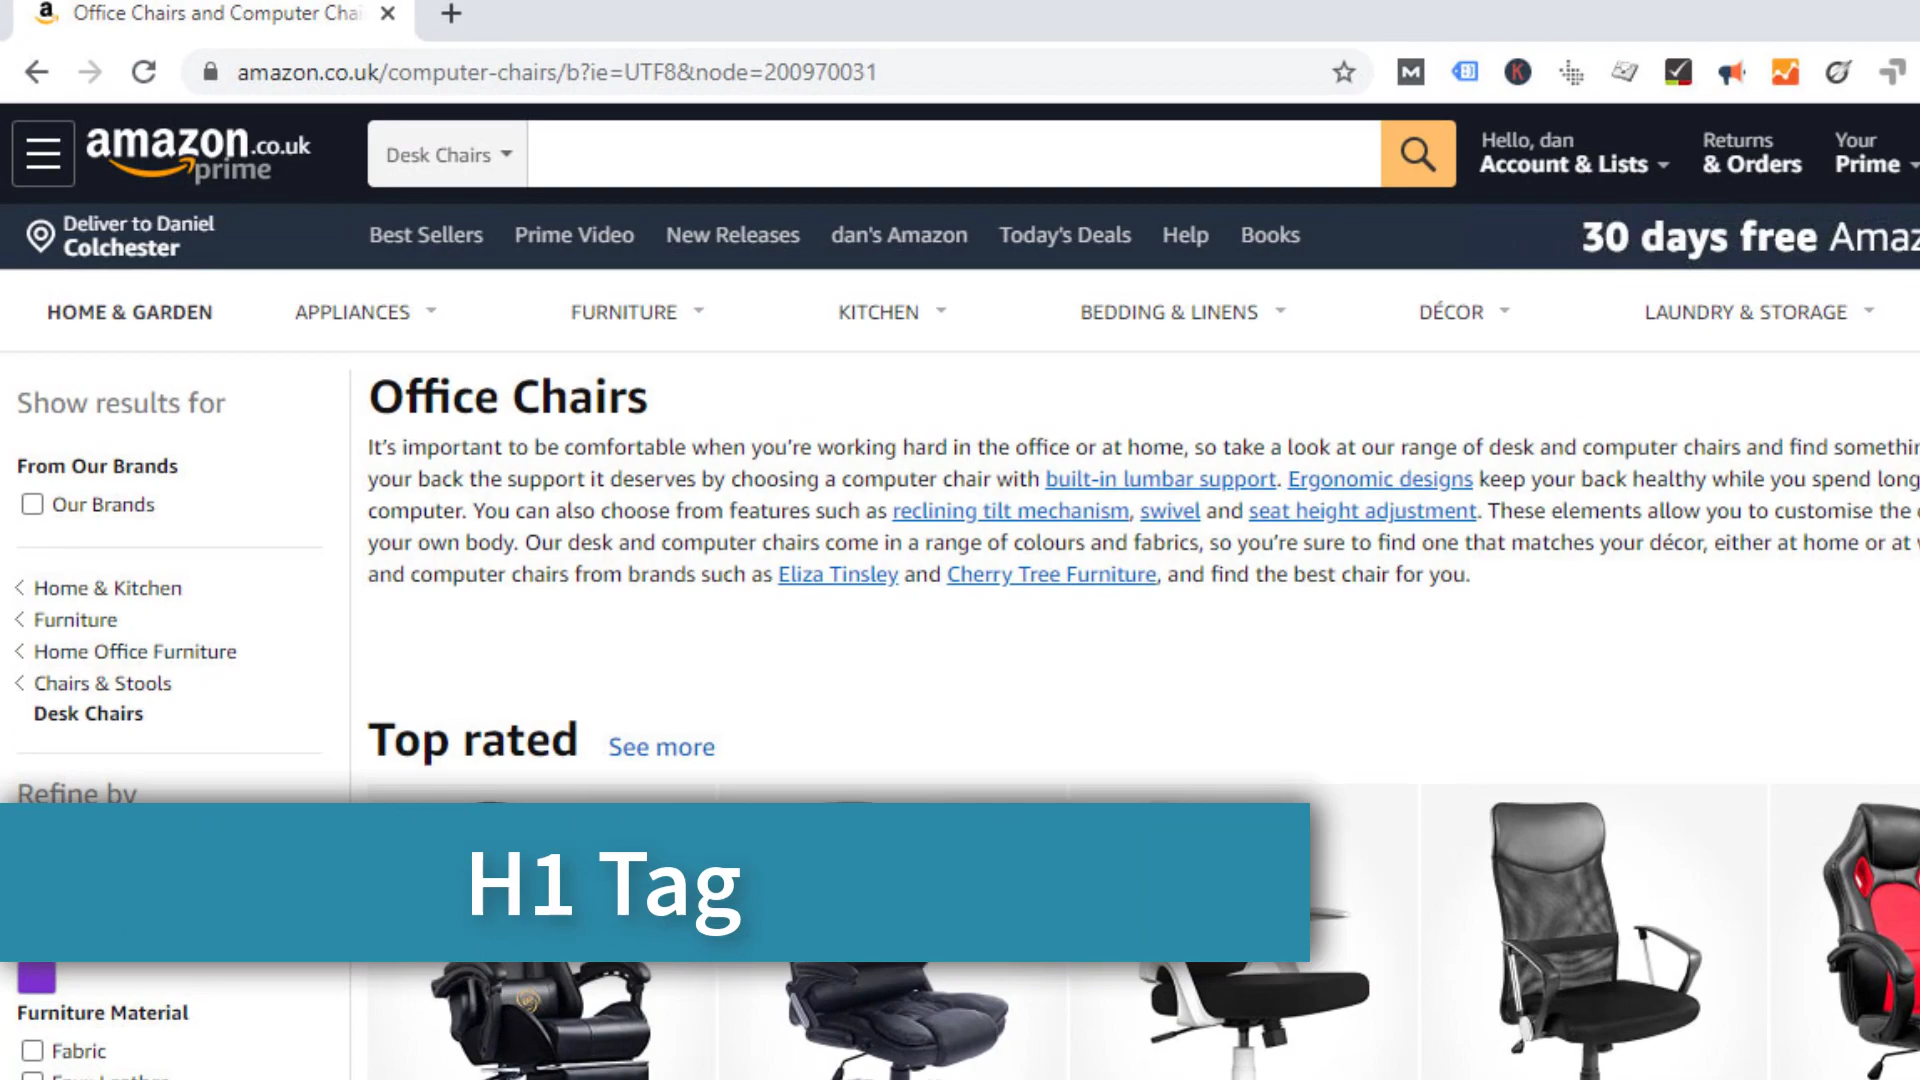 Office Chairs and Computer Chai
amazon.co.uk/computer-chairs/b?ie=UTF8&node=200970031
amazon.co.uk
prime
Desk Chairs
Hello, dan
Account & Lists
Returns
& Orders
Your
Prime
Deliver to Daniel
Colchester
Best Sellers
Prime Video
New Releases
dan's Amazon
Today's Deals
Help
Books
30 days free Amaz
HOME & GARDEN
APPLIANCES
FURNITURE
KITCHEN
BEDDING & LINENS
DÉCOR
LAUNDRY & STORAGE
Show results for
From Our Brands
Our Brands
Home & Kitchen
Furniture
Home Office Furniture
Chairs & Stools
Desk Chairs
Refine by
Office Chairs
It’s important to be comfortable when you’re working hard in the office or at home, so take a look at our range of desk and computer chairs and find somethin
your back the support it deserves by choosing a computer chair with built-in lumbar support. Ergonomic designs keep your back healthy while you spend long
computer. You can also choose from features such as reclining tilt mechanism, swivel and seat height adjustment. These elements allow you to customise the
your own body. Our desk and computer chairs come in a range of colours and fabrics, so you’re sure to find one that matches your décor, either at home or at
and computer chairs from brands such as Eliza Tinsley and Cherry Tree Furniture, and find the best chair for you.
Top rated
See more
H1 Tag
Furniture Material
Fabric